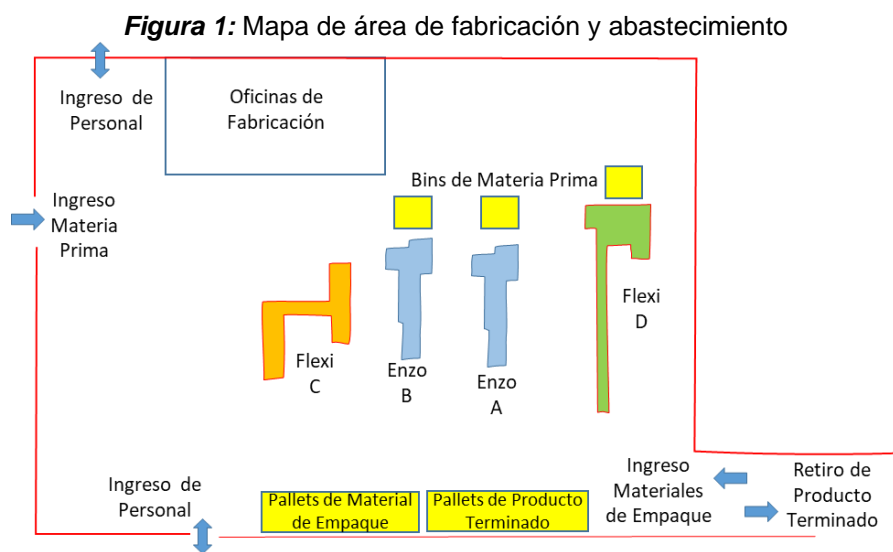 Figura 1: Mapa de área de fabricación y abastecimiento
Ingreso de
Personal
Oficinas de
Fabricación
Bins de Materia Prima
Ingreso
Materia
Prima
Flexi
D
Flexi
C
Enzo
B
Enzo
A
Ingreso de
Personal
Pallets de Material
de Empaque
Pallets de Producto
Terminado
Ingreso
Materiales
de Empaque
Retiro de
Producto
Terminado